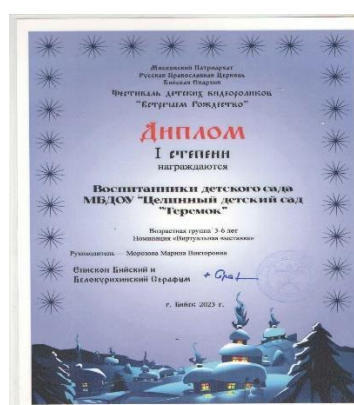 Московский Патриархат
Русская Православная Церковь
Бийская Епархия
Фестиваль детских видеороликов
"Встречаем Рождество"
Диплом
I степени
награждаются
Воспитанники детского сада
МБДОУ "Целинный детский сад
"Теремок"
Возрастная группа 3-6 лет
Номинация «Виртуальная выставка»
Руководитель — Морозова Марина Викторовна
Епископ Бийский и
Белокурихинский Серафим
г. Бийск 2023 г.